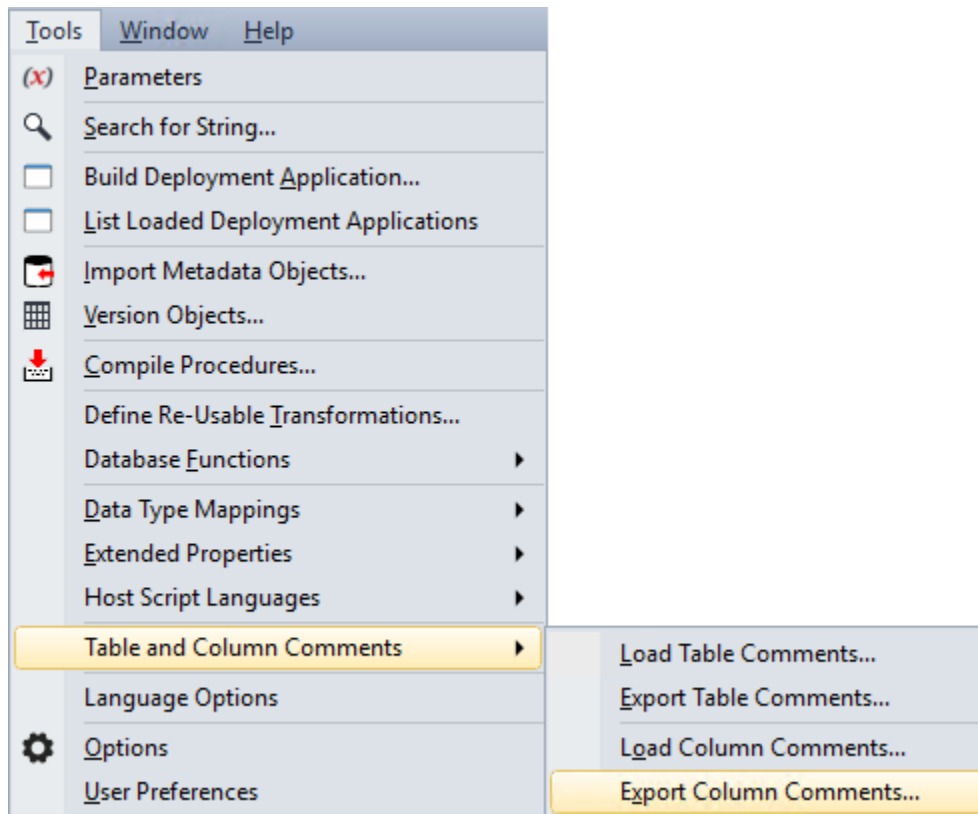 Tools Window Help
(x) Parameters
Search for String...
Build Deployment Application...
List Loaded Deployment Applications
Import Metadata Objects...
Version Objects...
Compile Procedures...
Define Re-Usable Transformations...
Database Functions
Data Type Mappings
Extended Properties
Host Script Languages
Table and Column Comments
Language Options
Options
User Preferences
Load Table Comments...
Export Table Comments...
Load Column Comments...
Export Column Comments...